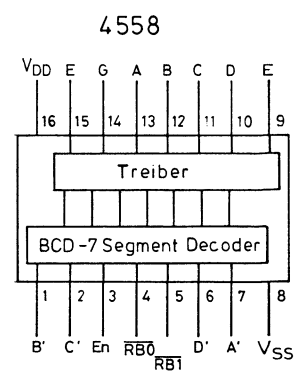 4558
VDD E G A B C D E
16 15 14 13 12 11 10 9
Treiber
BCD-7 Segment Decoder
1 2 3 4 5 6 7 8
B' C' En RB0 RB1 D' A' VSS